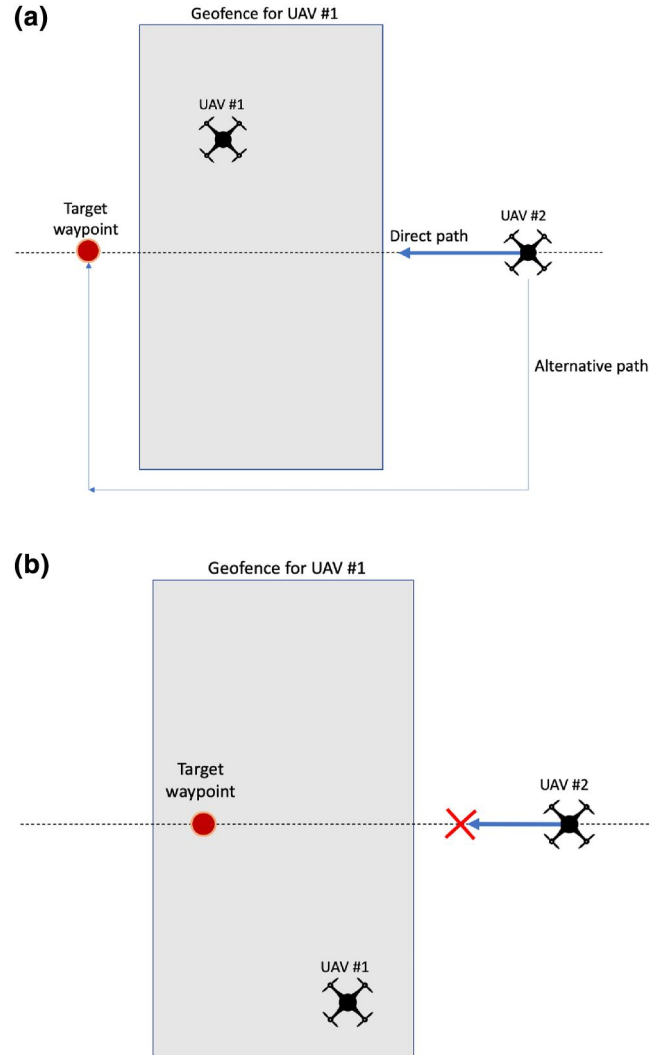 (a)
Geofence for UAV #1
UAV #1
Target
waypoint
UAV #2
Direct path
Alternative path
(b)
Geofence for UAV #1
Target
waypoint
UAV #2
UAV #1